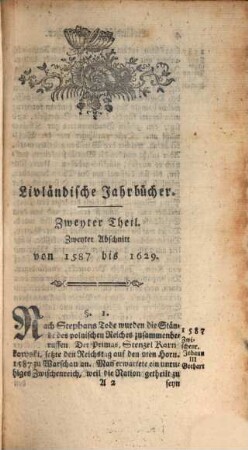 Livländische Jahrbücher.
Zweyter Theil.
Zweyter Abschnitt
von 1587 bis 1629.
§. 1.
Nach Stephans Tode wurden die Stän-
de des polnischen Reiches zusammenbe-
rufen. Der Primas, Stenzel Karn
kowski, setzte den Reichstag auf den 1ten Horn.
1587 zu Warschau an. Man erwartete ein unru-
higes Zwischenreich, weil die Nation getheilt zu
A 2 seyn
1587
Zwi-
schenr.
Johann
III
Gothart